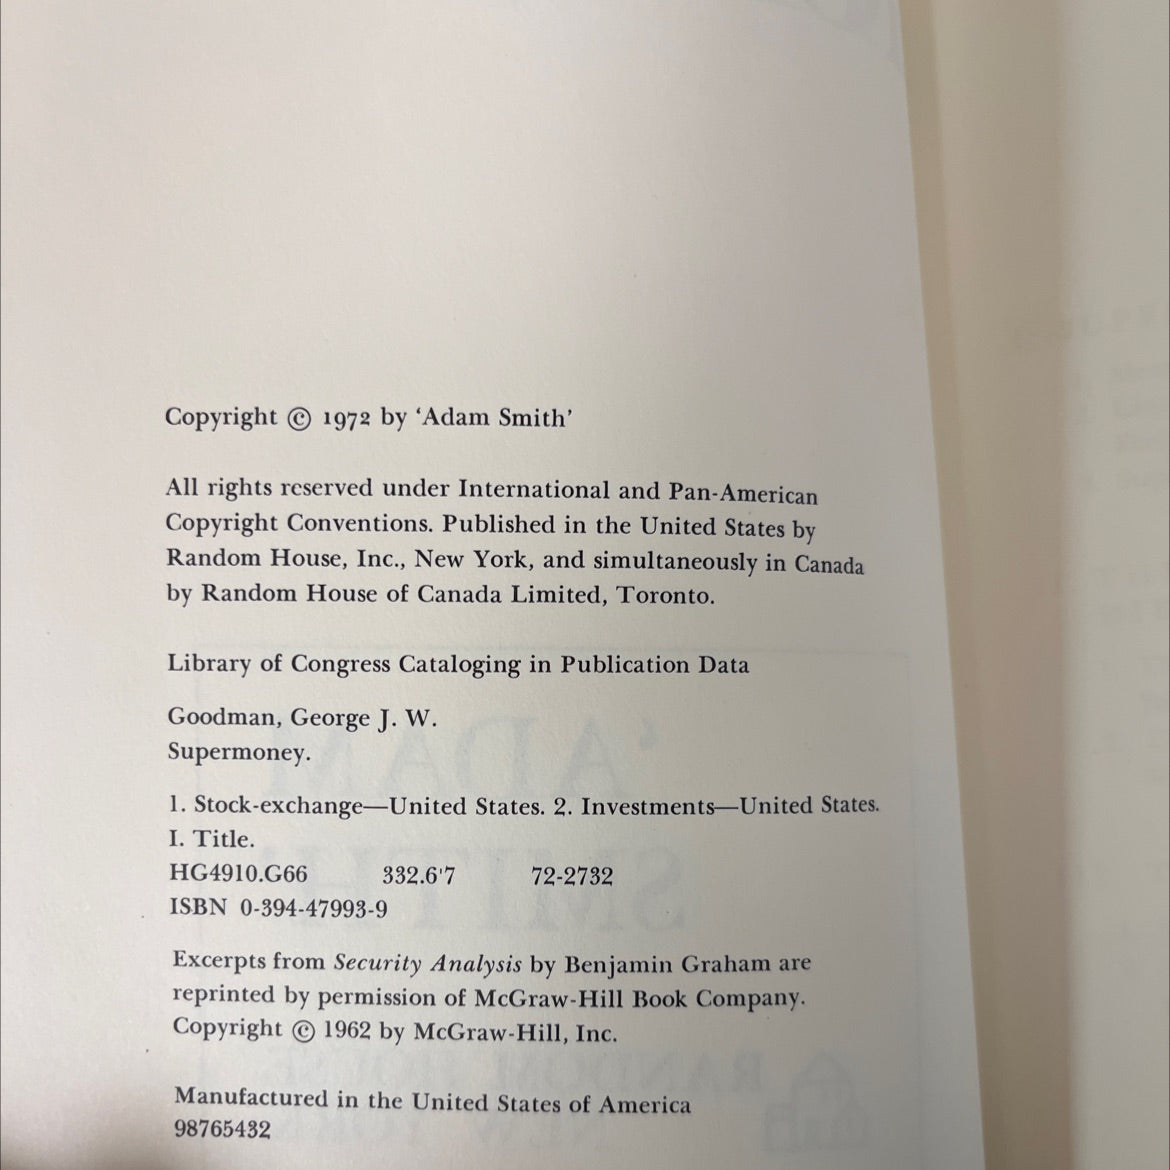 Copyright © 1972 by ‘Adam Smith’
All rights reserved under International and Pan-American
Copyright Conventions. Published in the United States by
Random House, Inc., New York, and simultaneously in Canada
by Random House of Canada Limited, Toronto.
Library of Congress Cataloging in Publication Data
Goodman, George J. W.
Supermoney.
1. Stock-exchange—United States. 2. Investments—United States.
I. Title.
HG4910.G66 332.6'7 72-2732
ISBN 0-394-47993-9
Excerpts from Security Analysis by Benjamin Graham are
reprinted by permission of McGraw-Hill Book Company.
Copyright © 1962 by McGraw-Hill, Inc.
Manufactured in the United States of America
98765432